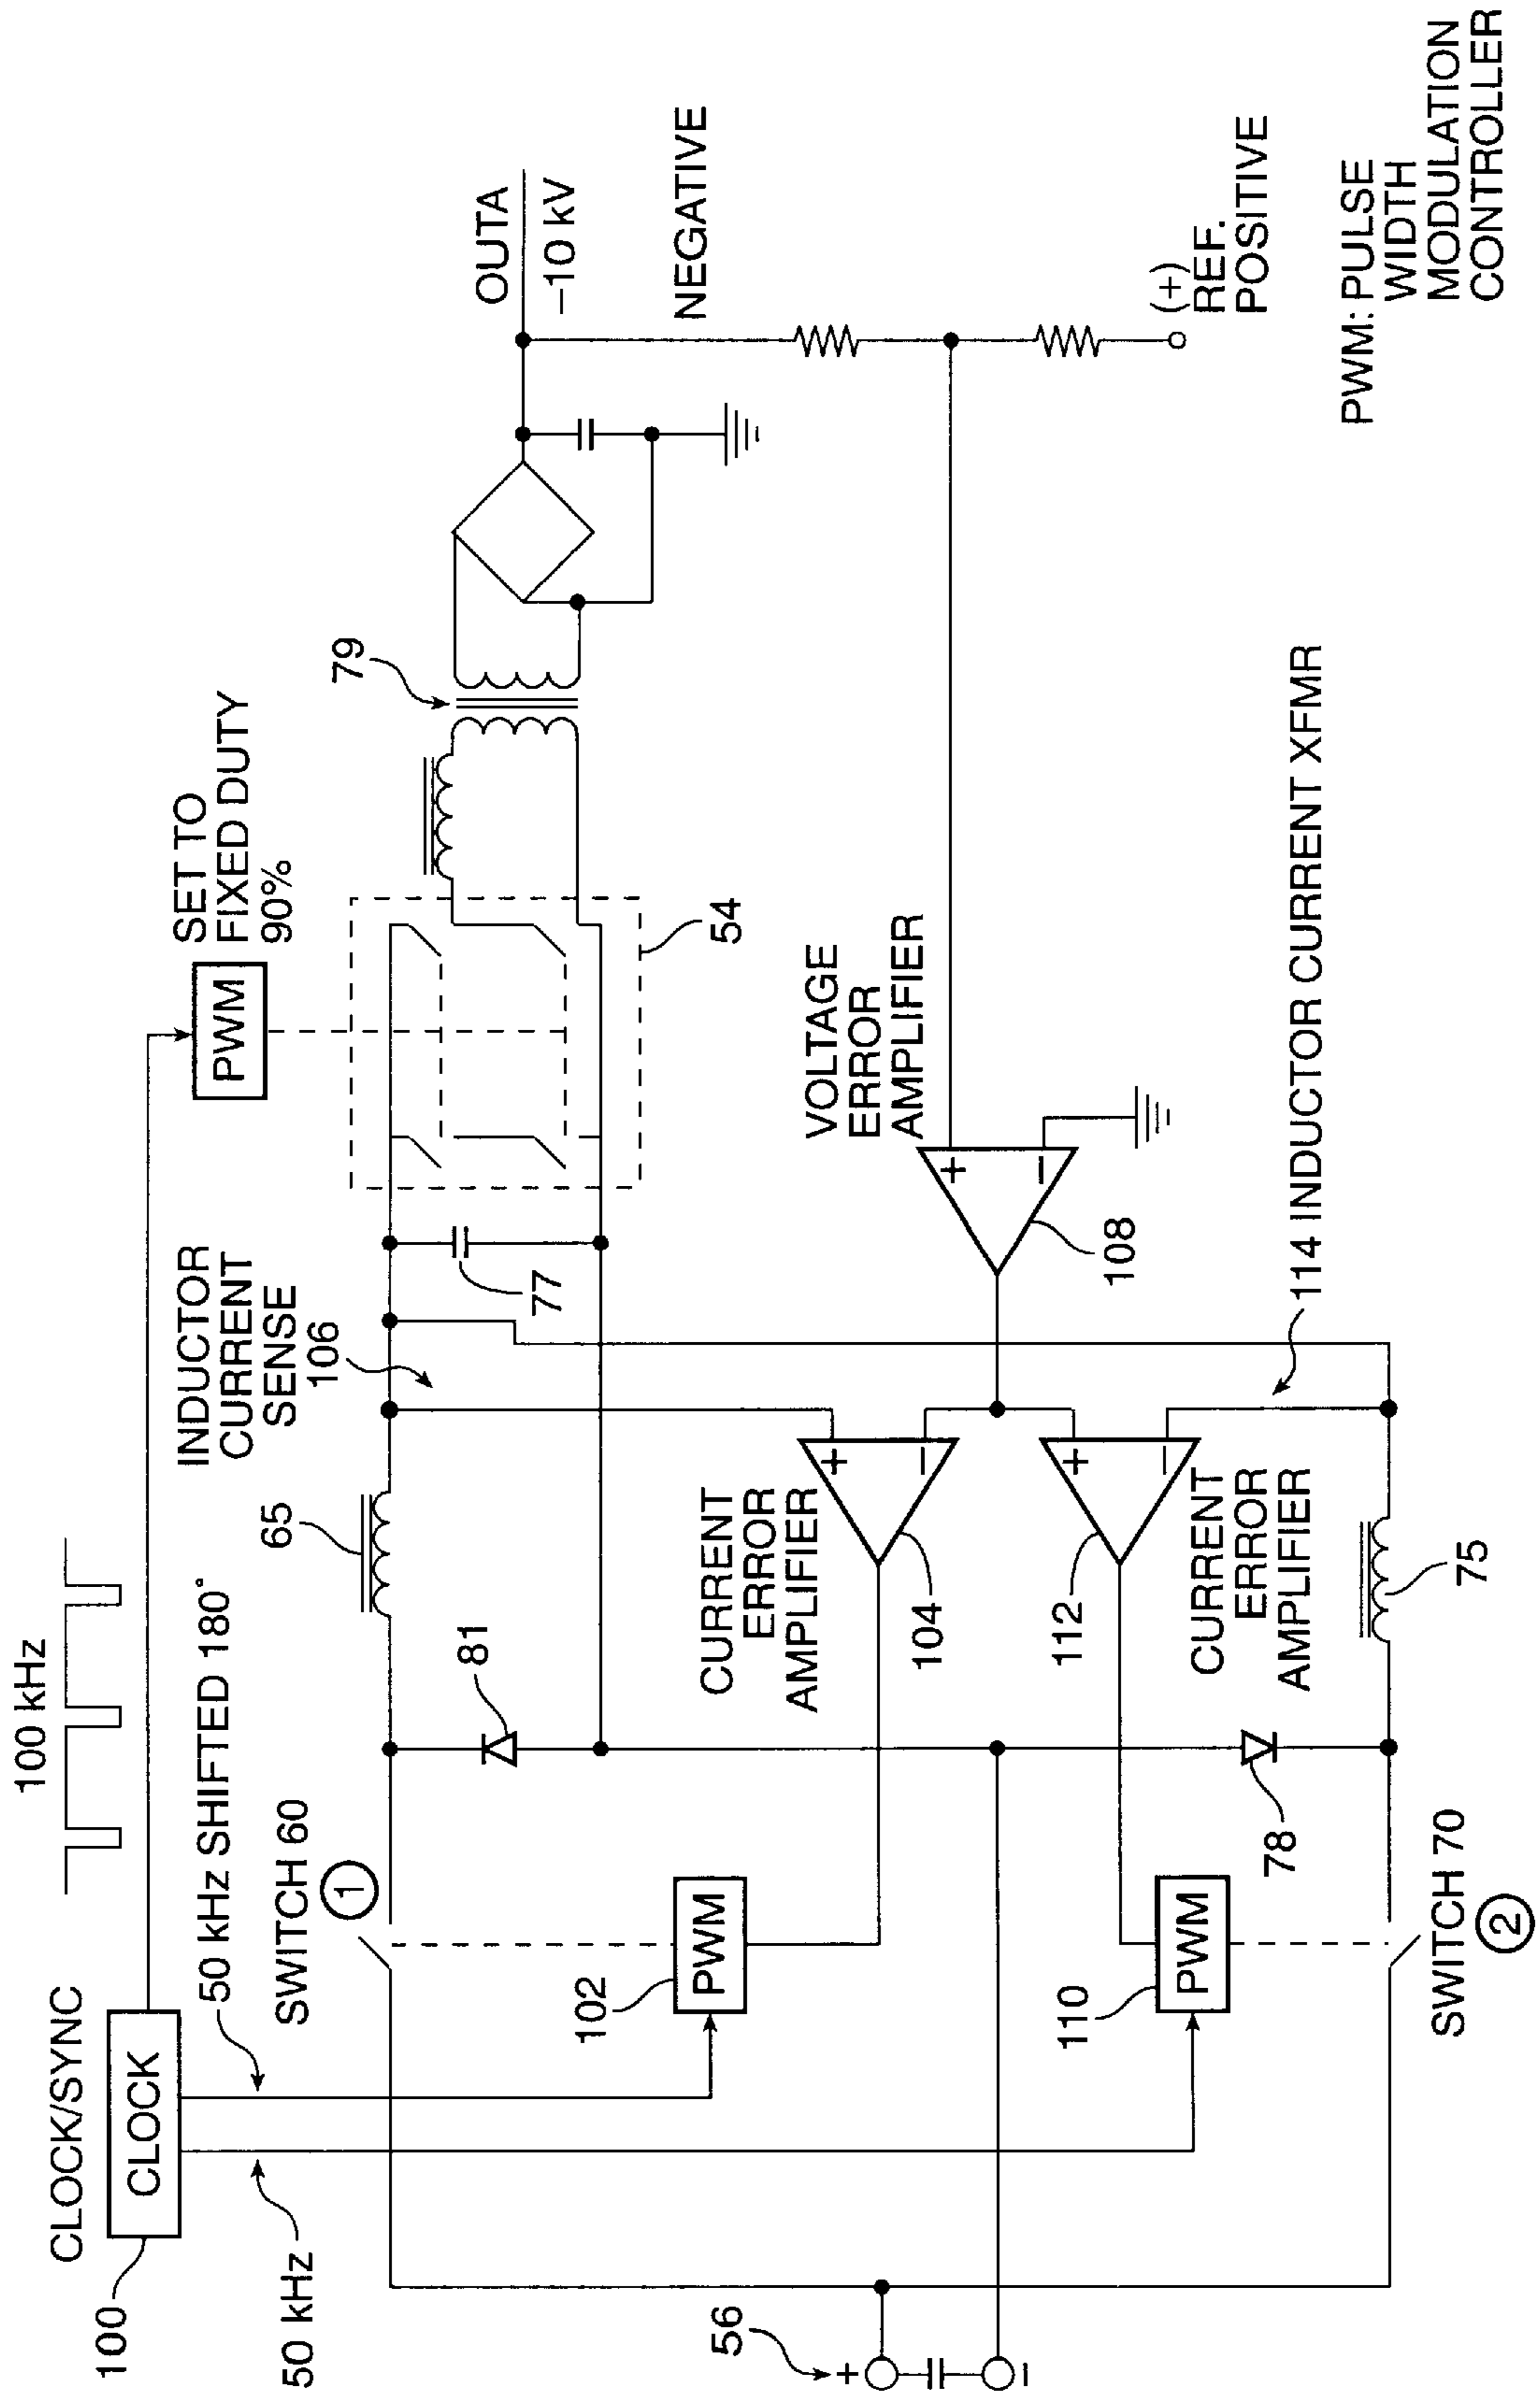 100 kHz
CLOCK/SYNC
CLOCK
100
50 kHz SHIFTED 180°
50 kHz
SET TO
FIXED DUTY
90%
PWM
INDUCTOR
CURRENT
SENSE
106
SWITCH 60
1
65
79
OUTA
–10 kV
NEGATIVE
81
77
54
102
PWM
CURRENT
ERROR
AMPLIFIER
+
–
104
VOLTAGE
ERROR
AMPLIFIER
+
–
108
56
+
–
110
PWM
112
+
–
CURRENT
ERROR
AMPLIFIER
78
75
114 INDUCTOR CURRENT XFMR
(+)
REF.
POSITIVE
SWITCH 70
2
PWM: PULSE
WIDTH
MODULATION
CONTROLLER